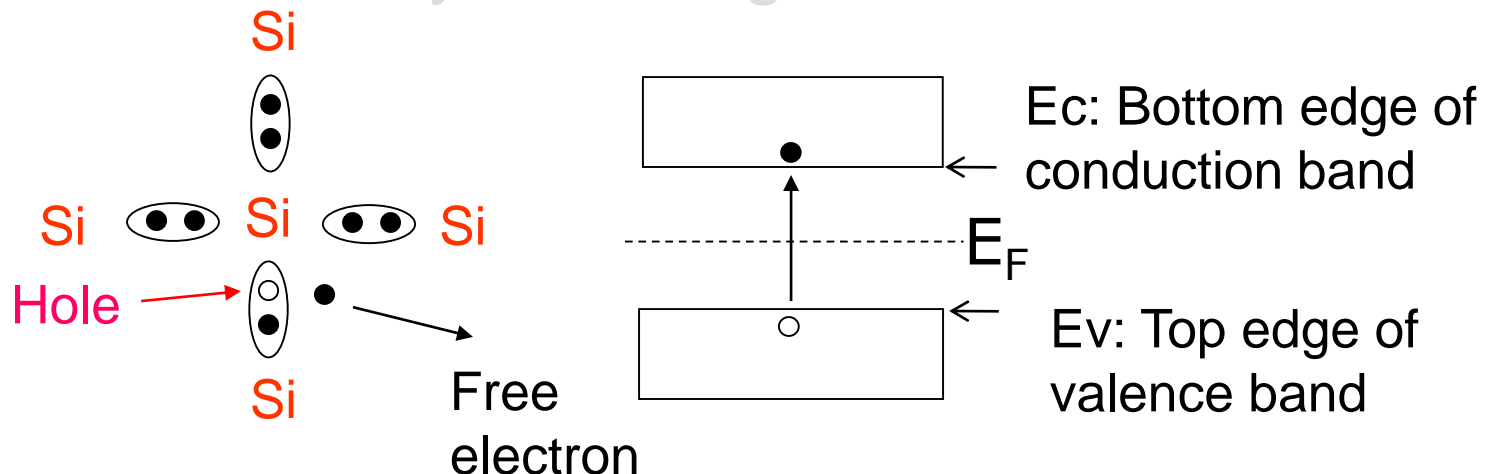 Si
Si
Si
Si
Hole
Si
Free
electron
Ec: Bottom edge of
conduction band
EF
Ev: Top edge of
valence band